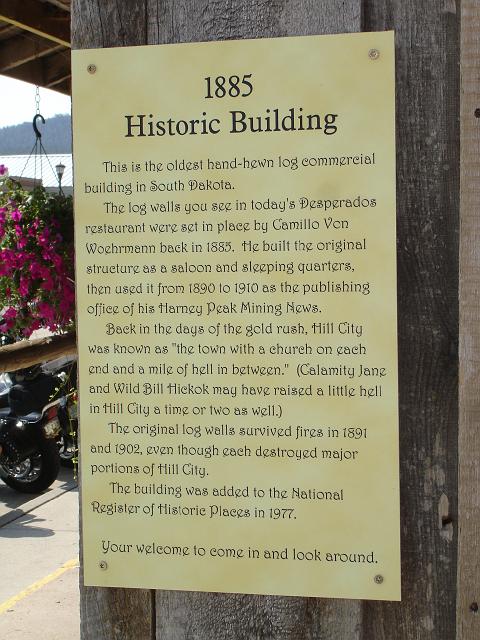 1885
Historic Building
This is the oldest hand-hewn log commercial
building in South Dakota.
The log walls you see in today's Desperados
restaurant were set in place by Camillo Von
Woehrmann back in 1885. He built the original
structure as a saloon and sleeping quarters,
then used it from 1890 to 1910 as the publishing
office of his Harney Peak Mining News.
Back in the days of the gold rush, Hill City
was known as "the town with a church on each
end and a mile of hell in between." (Calamity Jane
and Wild Bill Hickok may have raised a little hell
in Hill City a time or two as well.)
The original log walls survived fires in 1891
and 1902, even though each destroyed major
portions of Hill City.
The building was added to the National
Register of Historic Places in 1977.
Your welcome to come in and look around.